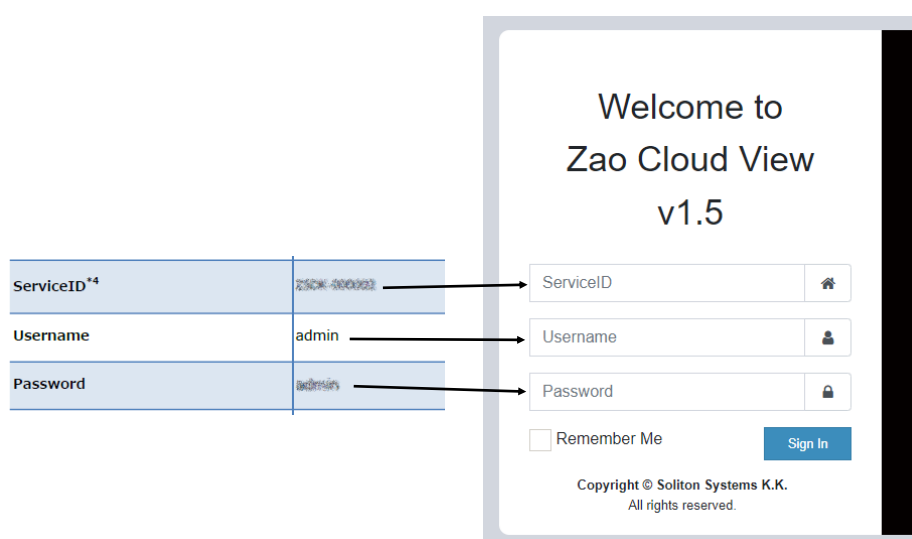 Welcome to
Zao Cloud View
v1.5
ServiceID*4
ServiceID
Username admin
Username
Password
Password
Remember Me
Sign In
Copyright © Soliton Systems K.K.
All rights reserved.